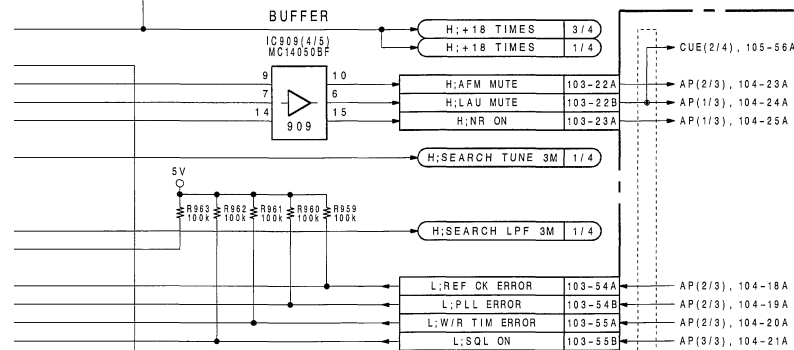 BUFFER
H;+18 TIMES 3/4
IC909(4/5)
MC14050BF
H;+18 TIMES 1/4
CUE(2/4), 105-56A
9 10
H;AFM MUTE 103-22A AP(2/3), 104-23A
7 6
H;LAU MUTE 103-22B AP(1/3), 104-24A
14 15
H;NR ON 103-23A AP(1/3), 104-25A
909
H;SEARCH TUNE 3M 1/4
5V
R963 R962 R961 R960 R959
100k 100k 100k 100k 100k
H;SEARCH LPF 3M 1/4
L;REF CK ERROR 103-54A AP(2/3), 104-18A
L;PLL ERROR 103-54B AP(2/3), 104-19A
L;W/R TIM ERROR 103-55A AP(2/3), 104-20A
L;SQL ON 103-55B AP(3/3), 104-21A